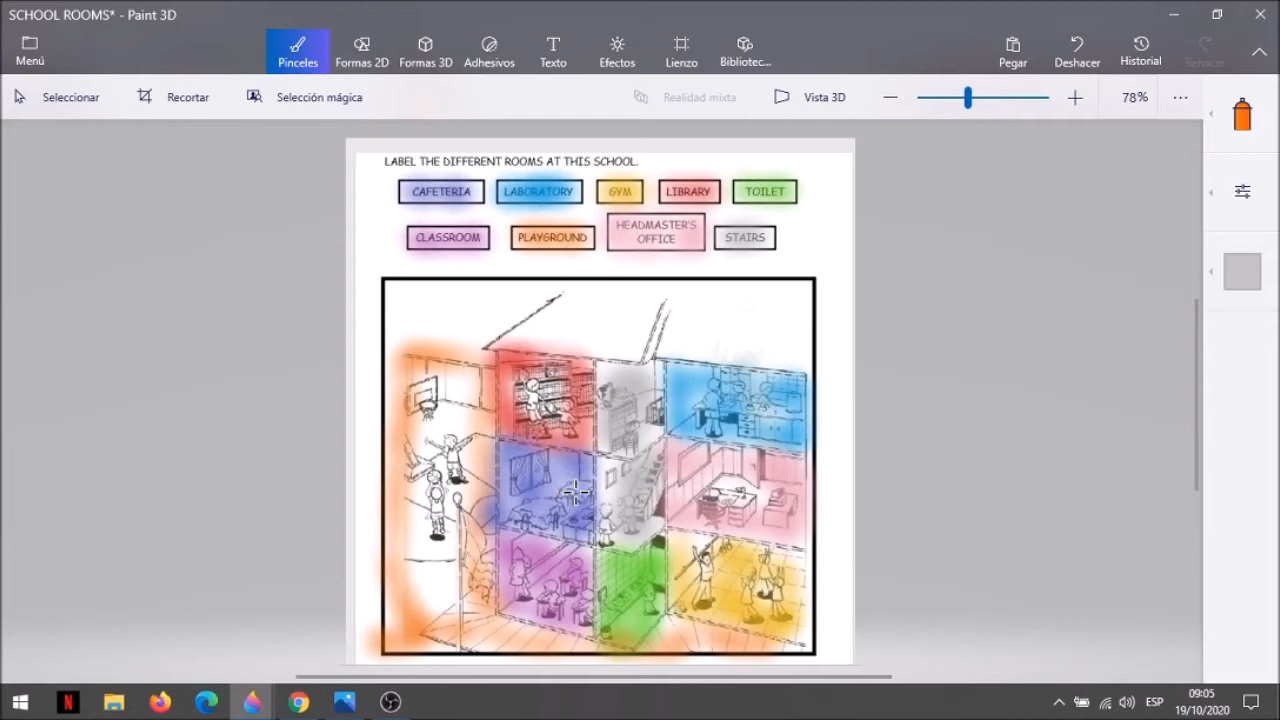 SCHOOL ROOMS* - Paint 3D
Menú
Pinceles
Formas 2D
Formas 3D
Adhesivos
Texto
Efectos
Lienzo
Bibliotec...
Pegar
Deshacer
Historial
Rehacer
Seleccionar
Recortar
Selección mágica
Realidad mixta
Vista 3D
78%
LABEL THE DIFFERENT ROOMS AT THIS SCHOOL.
CAFETERIA
LABORATORY
GYM
LIBRARY
TOILET
CLASSROOM
PLAYGROUND
HEADMASTER'S
OFFICE
STAIRS
ESP
09:05
19/10/2020